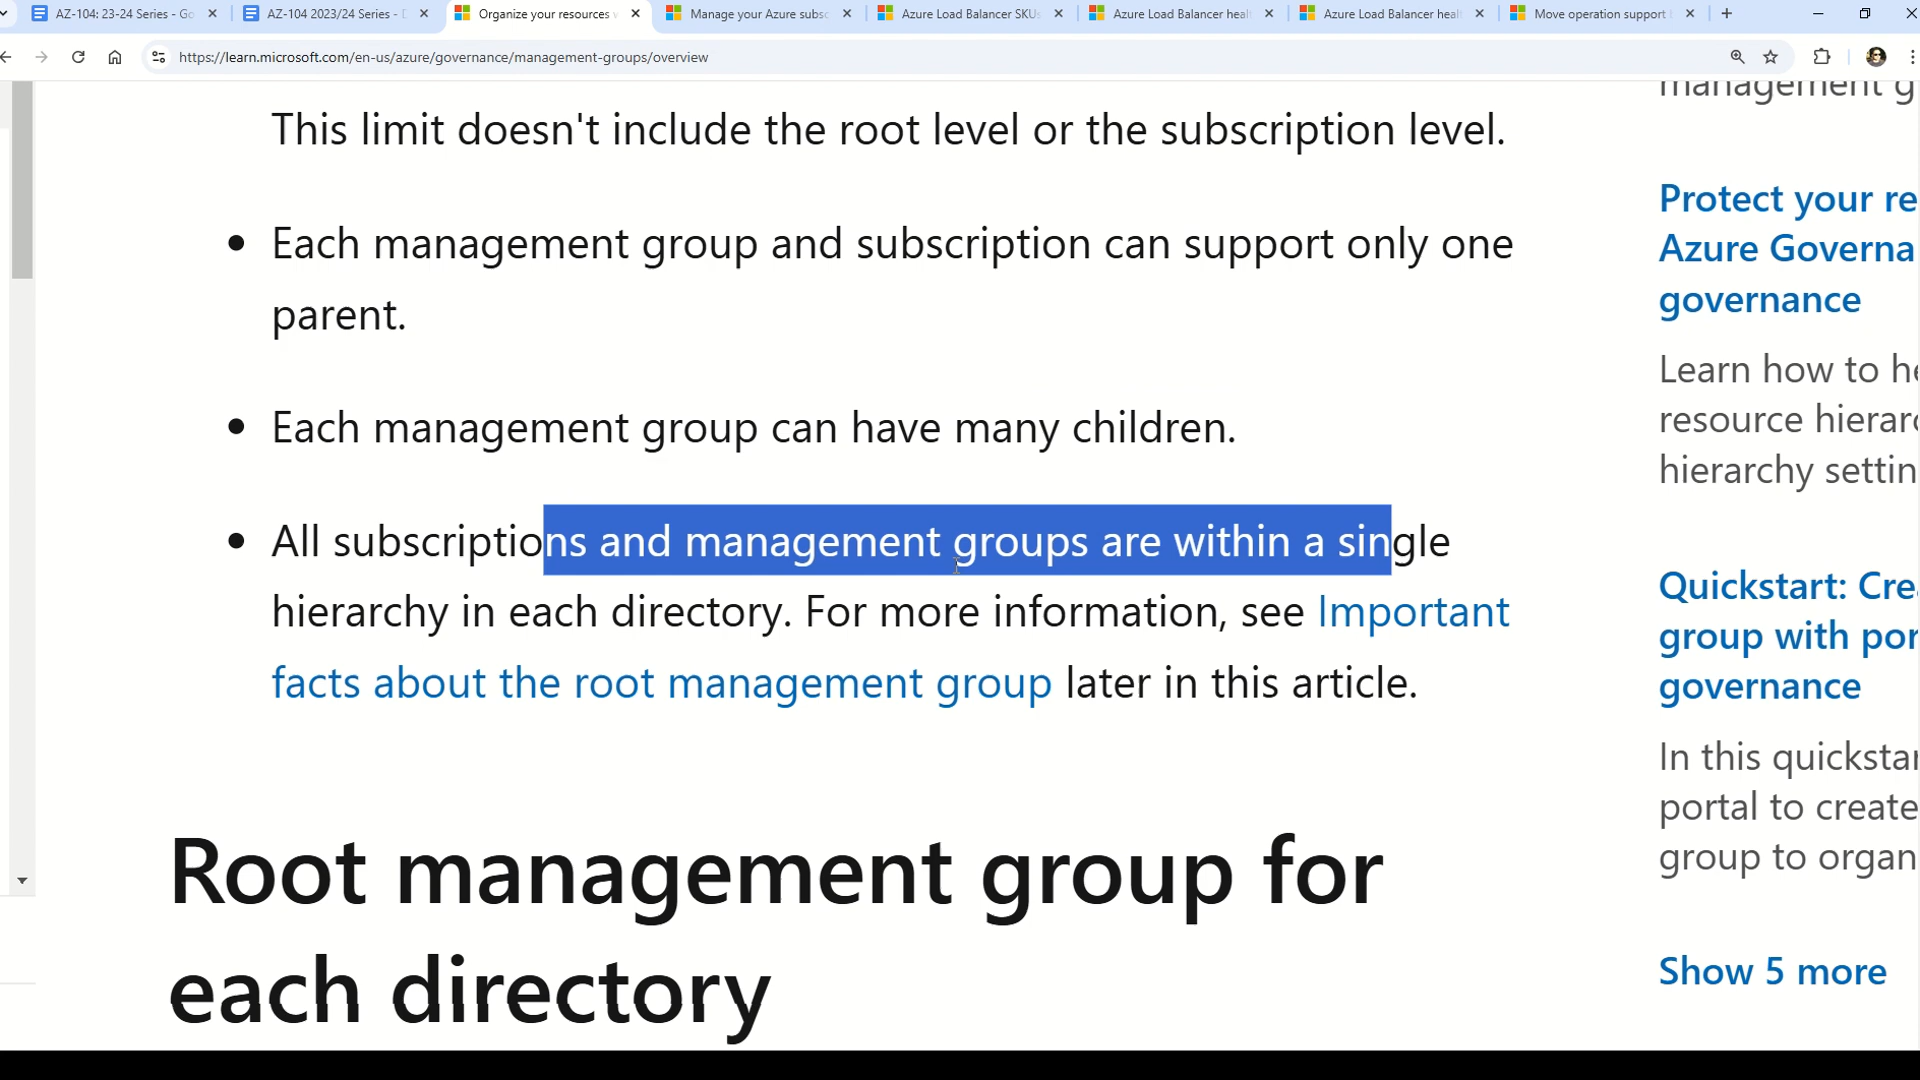 AZ-104: 23-24 Series - Go
AZ-104 2023/24 Series -
Organize your resources
Manage your Azure subsc
Azure Load Balancer SKUs
Azure Load Balancer heal
Azure Load Balancer heal
Move operation support
https://learn.microsoft.com/en-us/azure/governance/management-groups/overview
This limit doesn't include the root level or the subscription level.
• Each management group and subscription can support only one
parent.
• Each management group can have many children.
• All subscriptions and management groups are within a single
hierarchy in each directory. For more information, see Important
facts about the root management group later in this article.
Root management group for
each directory
management g
Protect your re
Azure Governa
governance
Learn how to he
resource hierarc
hierarchy settin
Quickstart: Cre
group with por
governance
In this quickstar
portal to create
group to organ
Show 5 more